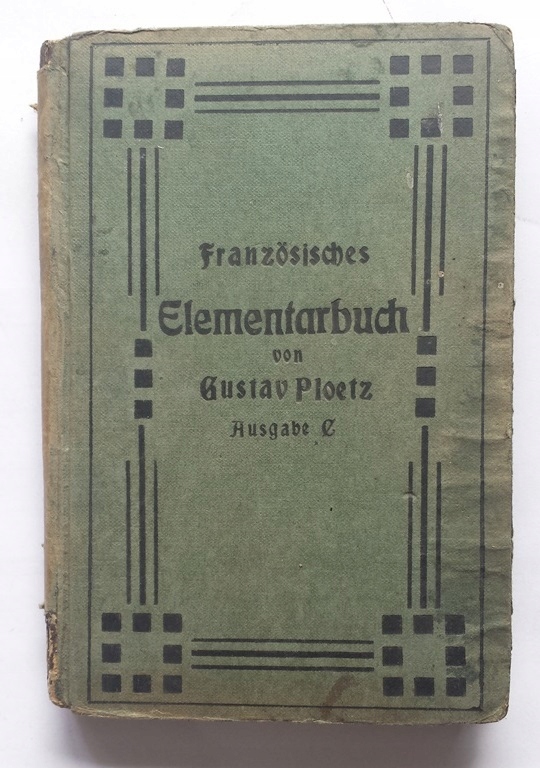 Französisches
Elementarbuch
von
Gustav Ploetz
Ausgabe C